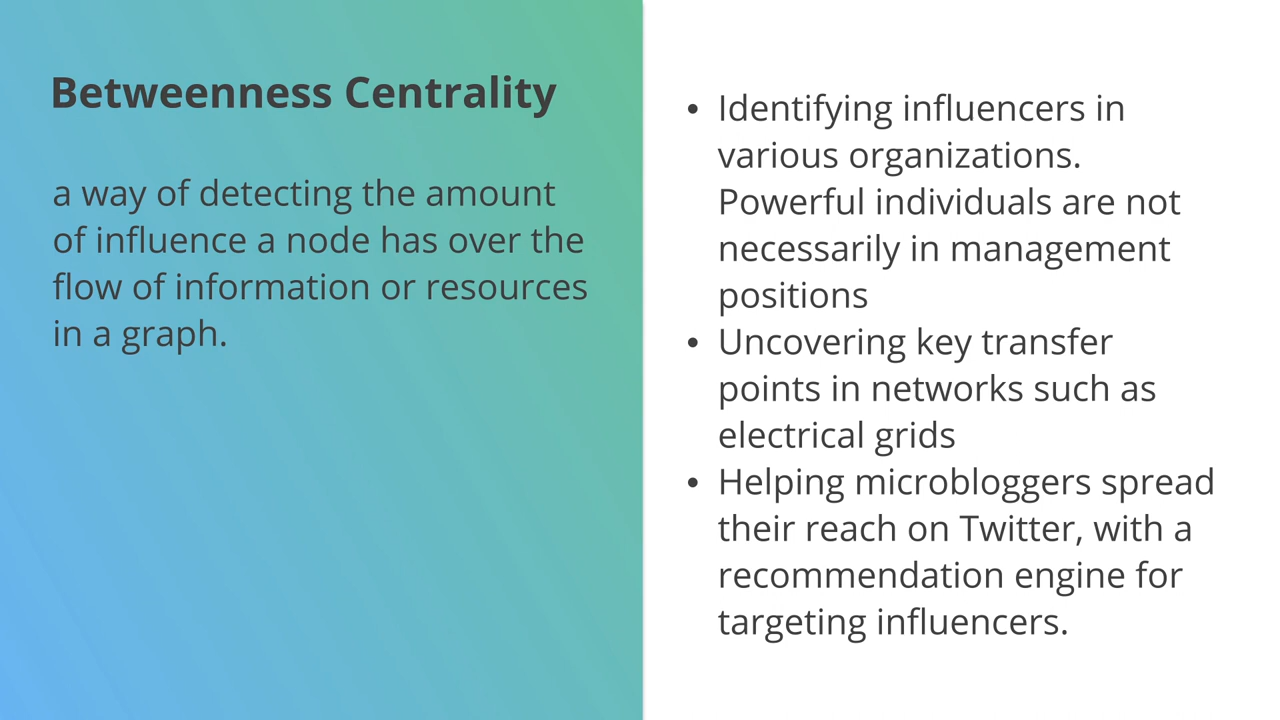 Betweenness Centrality
a way of detecting the amount
of influence a node has over the
flow of information or resources
in a graph.
• Identifying influencers in
various organizations.
Powerful individuals are not
necessarily in management
positions
• Uncovering key transfer
points in networks such as
electrical grids
• Helping microbloggers spread
their reach on Twitter, with a
recommendation engine for
targeting influencers.